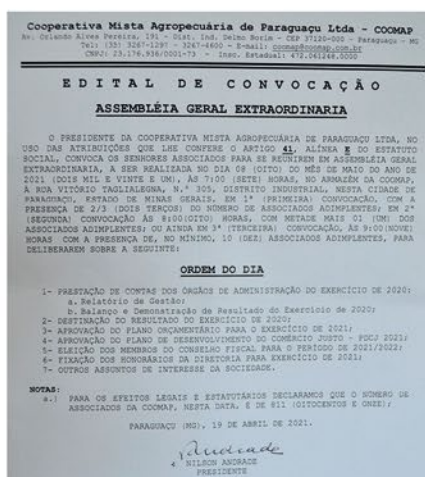 Cooperativa Mista Agropecuária de Paraguaçu Ltda - COOMAP
Av. Orlando Alves Pereira, 191 - Dist. Ind. Delmo Borim - CEP 37120-000 - Paraguaçu - MG
Tel: (35) 3267-1297 - 3267-4600 - E-mail: coomap@coomap.com.br
CNPJ: 23.176.936/0001-73 - Insc. Estadual: 472.061248.0000
EDITAL DE CONVOCAÇÃO
ASSEMBLÉIA GERAL EXTRAORDINARIA
O PRESIDENTE DA COOPERATIVA MISTA AGROPECUÁRIA DE PARAGUAÇU LTDA, NO
USO DAS ATRIBUIÇÕES QUE LHE CONFERE O ARTIGO 41, ALÍNEA E DO ESTATUTO
SOCIAL, CONVOCA OS SENHORES ASSOCIADOS PARA SE REUNIREM EM ASSEMBLÉIA GERAL
EXTRAORDINÁRIA, A SER REALIZADA NO DIA 08 (OITO) DO MÊS DE MAIO DO ANO DE
2021 (DOIS MIL E VINTE E UM), ÀS 7:00 (SETE) HORAS, NO ARMAZÉM DA COOMAP,
À RUA VITÓRIO TAGLIALEGNA, N.º 305, DISTRITO INDUSTRIAL, NESTA CIDADE DE
PARAGUAÇU, ESTADO DE MINAS GERAIS, EM 1ª (PRIMEIRA) CONVOCAÇÃO, COM A
PRESENÇA DE 2/3 (DOIS TERÇOS) DO NÚMERO DE ASSOCIADOS ADIMPLENTES; EM 2ª
(SEGUNDA) CONVOCAÇÃO ÀS 8:00(OITO) HORAS, COM METADE MAIS 01 (UM) DOS
ASSOCIADOS ADIMPLENTES; OU AINDA EM 3ª (TERCEIRA) CONVOCAÇÃO, ÀS 9:00(NOVE)
HORAS COM A PRESENÇA DE, NO MÍNIMO, 10 (DEZ) ASSOCIADOS ADIMPLENTES, PARA
DELIBERAREM SOBRE A SEGUINTE:
ORDEM DO DIA
1- PRESTAÇÃO DE CONTAS DOS ÓRGÃOS DE ADMINISTRAÇÃO DO EXERCÍCIO DE 2020:
a. Relatório de Gestão;
b. Balanço e Demonstração de Resultado do Exercício de 2020;
2- DESTINAÇÃO DO RESULTADO DO EXERCÍCIO DE 2020;
3- APROVAÇÃO DO PLANO ORÇAMENTÁRIO PARA O EXERCÍCIO DE 2021;
4- APROVAÇÃO DO PLANO DE DESENVOLVIMENTO DO COMÉRCIO JUSTO - PDCJ 2021;
5- ELEIÇÃO DOS MEMBROS DO CONSELHO FISCAL PARA O PERÍODO DE 2021/2022;
6- FIXAÇÃO DOS HONORÁRIOS DA DIRETORIA PARA EXERCÍCIO DE 2021;
7- OUTROS ASSUNTOS DE INTERESSE DA SOCIEDADE.
NOTAS:
a.) PARA OS EFEITOS LEGAIS E ESTATUTÁRIOS DECLARAMOS QUE O NÚMERO DE
ASSOCIADOS DA COOMAP, NESTA DATA, É DE 811 (OITOCENTOS E ONZE);
PARAGUAÇU (MG), 19 DE ABRIL DE 2021.
Andrade
NILSON ANDRADE
PRESIDENTE